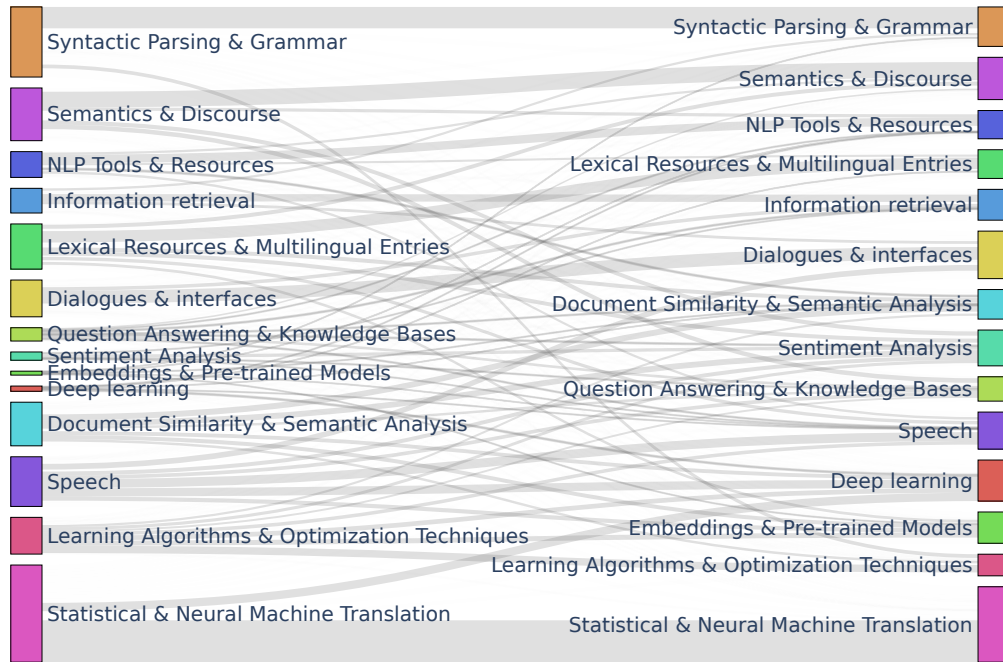 Syntactic Parsing & Grammar
Semantics & Discourse
NLP Tools & Resources
Information retrieval
Lexical Resources & Multilingual Entries
Dialogues & interfaces
Question Answering & Knowledge Bases
Sentiment Analysis
Embeddings & Pre-trained Models
Deep learning
Document Similarity & Semantic Analysis
Speech
Learning Algorithms & Optimization Techniques
Statistical & Neural Machine Translation
Syntactic Parsing & Grammar
Semantics & Discourse
NLP Tools & Resources
Lexical Resources & Multilingual Entries
Information retrieval
Dialogues & interfaces
Document Similarity & Semantic Analysis
Sentiment Analysis
Question Answering & Knowledge Bases
Speech
Deep learning
Embeddings & Pre-trained Models
Learning Algorithms & Optimization Techniques
Statistical & Neural Machine Translation